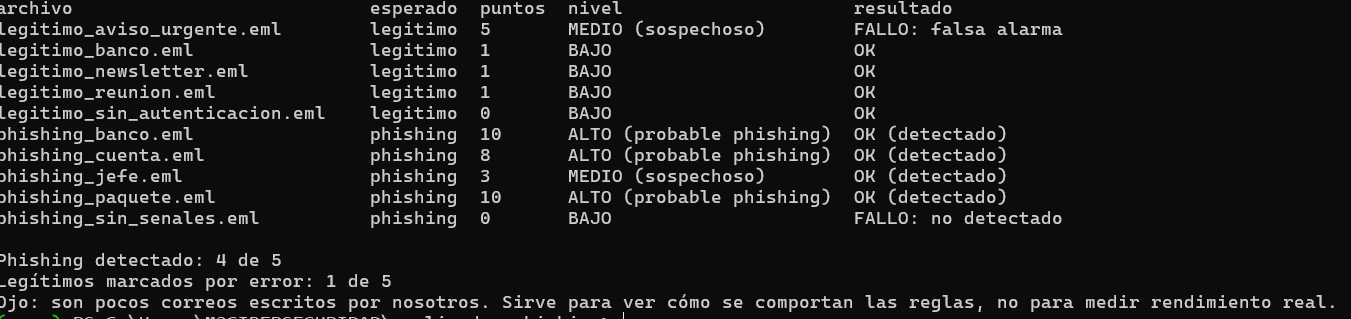 archivo esperado puntos nivel resultado
legitimo_aviso_urgente.eml legitimo 5 MEDIO (sospechoso) FALLO: falsa alarma
legitimo_banco.eml legitimo 1 BAJO OK
legitimo_newsletter.eml legitimo 1 BAJO OK
legitimo_reunion.eml legitimo 1 BAJO OK
legitimo_sin_autenticacion.eml legitimo 0 BAJO OK
phishing_banco.eml phishing 10 ALTO (probable phishing) OK (detectado)
phishing_cuenta.eml phishing 8 ALTO (probable phishing) OK (detectado)
phishing_jefe.eml phishing 3 MEDIO (sospechoso) OK (detectado)
phishing_paquete.eml phishing 10 ALTO (probable phishing) OK (detectado)
phishing_sin_senales.eml phishing 0 BAJO FALLO: no detectado
Phishing detectado: 4 de 5
Legítimos marcados por error: 1 de 5
Ojo: son pocos correos escritos por nosotros. Sirve para ver cómo se comportan las reglas, no para medir rendimiento real.